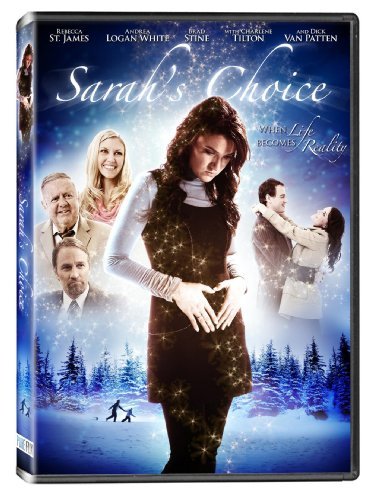 REBECCA ST. JAMES
ANDREA LOGAN WHITE
BRAD STINE
WITH CHARLENE TILTON
AND DICK VAN PATTEN
Sarah's Choice
WHEN Life
BECOMES Reality
Sarah's Choice